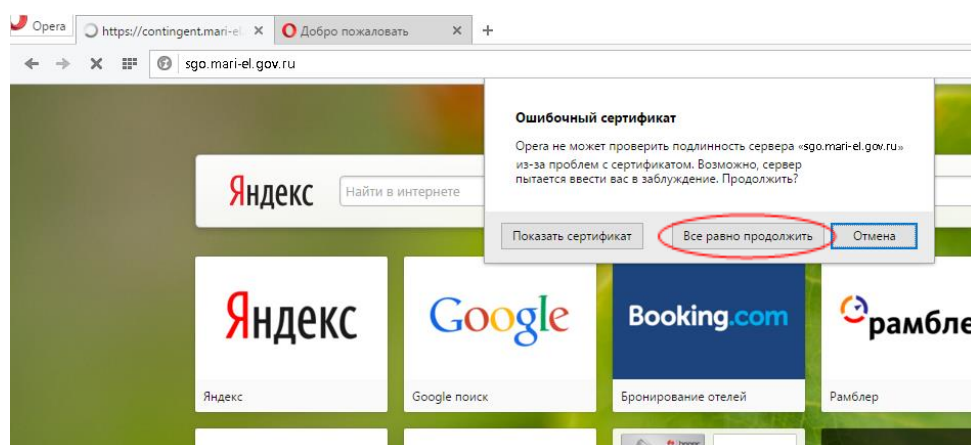 Opera
https://contingent.mari-el.
Добро пожаловать
sgo.mari-el.gov.ru
Ошибочный сертификат
Opera не может проверить подлинность сервера «sgo.mari-el.gov.ru»
из-за проблем с сертификатом. Возможно, сервер
пытается ввести вас в заблуждение. Продолжить?
Показать сертификат
Все равно продолжить
Отмена
Яндекс
Найти в интернете
Яндекс
Google
Booking.com
рамбле
Яндекс
Google поиск
Бронирование отелей
Рамблер